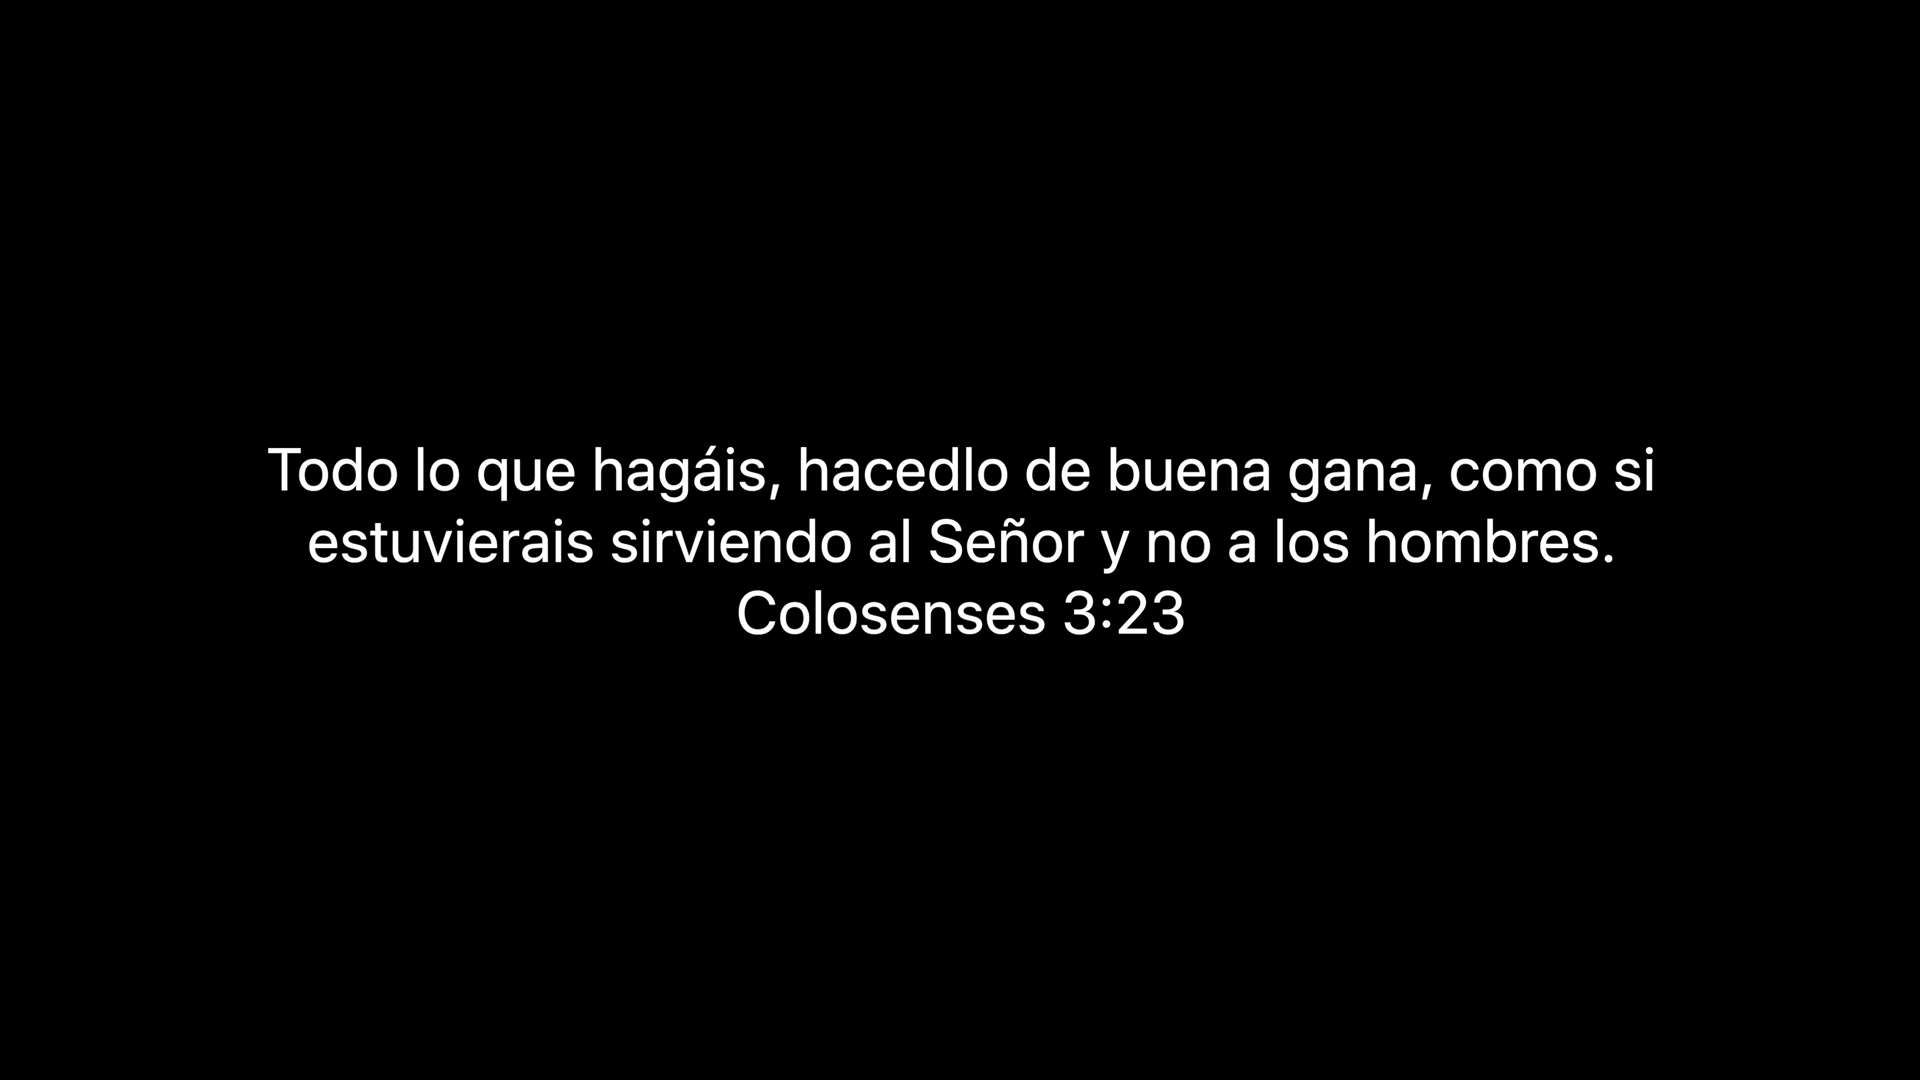 Todo lo que hagáis, hacedlo de buena gana, como si
estuvierais sirviendo al Señor y no a los hombres.
Colosenses 3:23